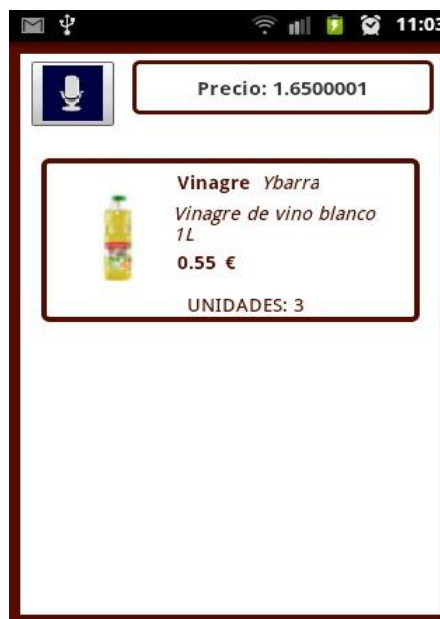 11:03
Precio: 1.6500001
Vinagre Ybarra
Vinagre de vino blanco
1L
0.55 €
UNIDADES: 3